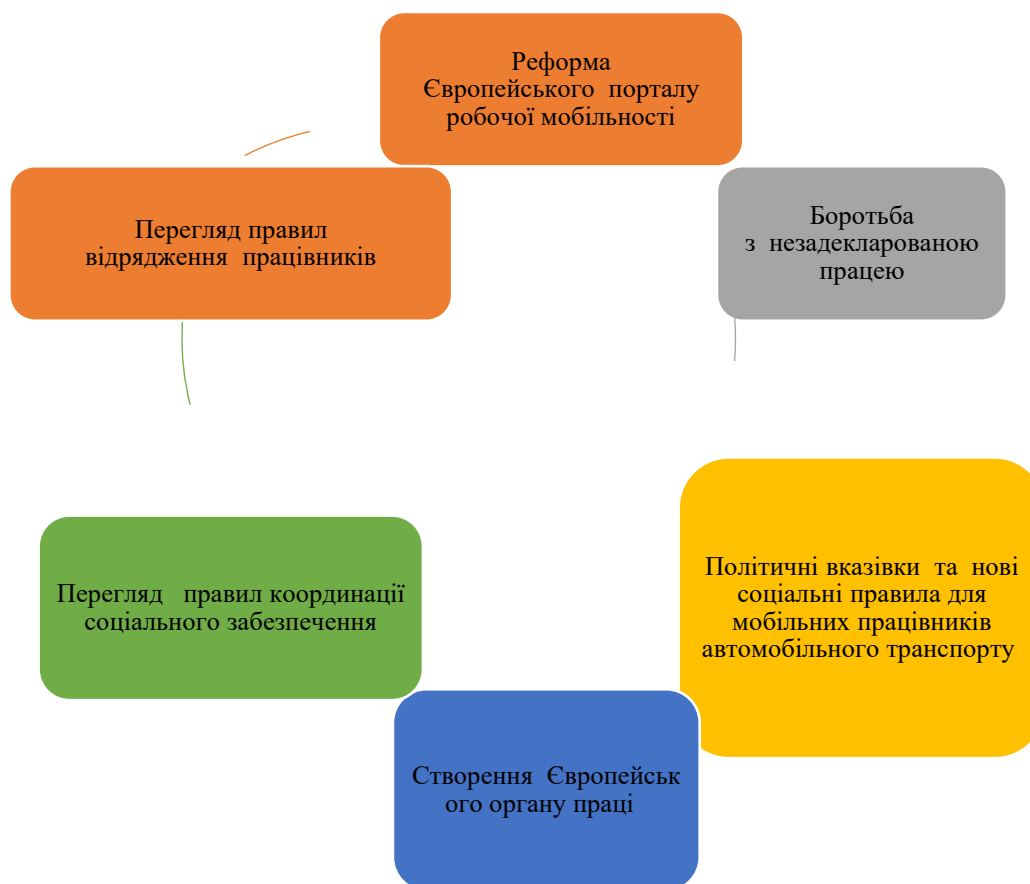 Реформа
Європейського порталу
робочої мобільності
Перегляд правил
відрядження працівників
Боротьба
з незадекларованою
працею
Політичні вказівки та нові
соціальні правила для
мобільних працівників
автомобільного транспорту
Перегляд правил координації
соціального забезпечення
Створення Європейськ
ого органу праці